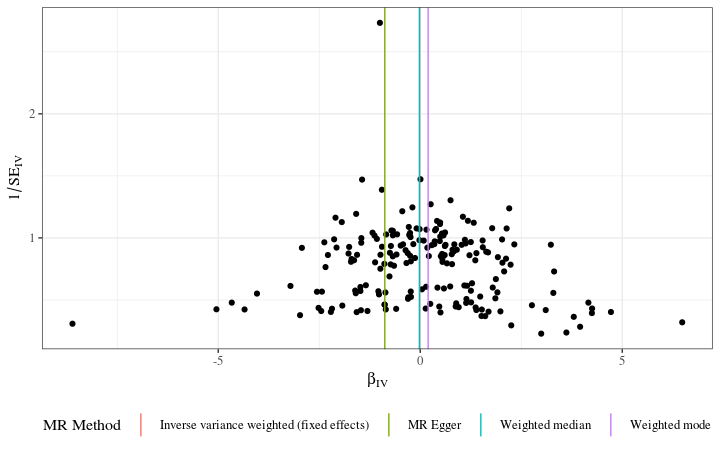 2
1
1/SE_IV
-5
0
5
β_IV
MR Method
Inverse variance weighted (fixed effects)
MR Egger
Weighted median
Weighted mode